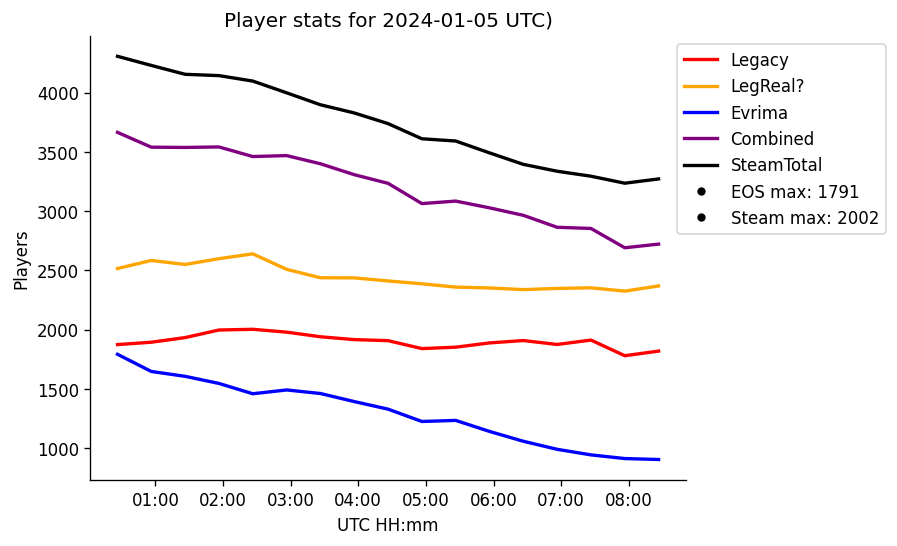 Player stats for 2024-01-05 UTC)
Legacy
LegReal?
Evrima
Combined
SteamTotal
EOS max: 1791
Steam max: 2002
Players
4000
3500
3000
2500
2000
1500
1000
01:00 02:00 03:00 04:00 05:00 06:00 07:00 08:00
UTC HH:mm